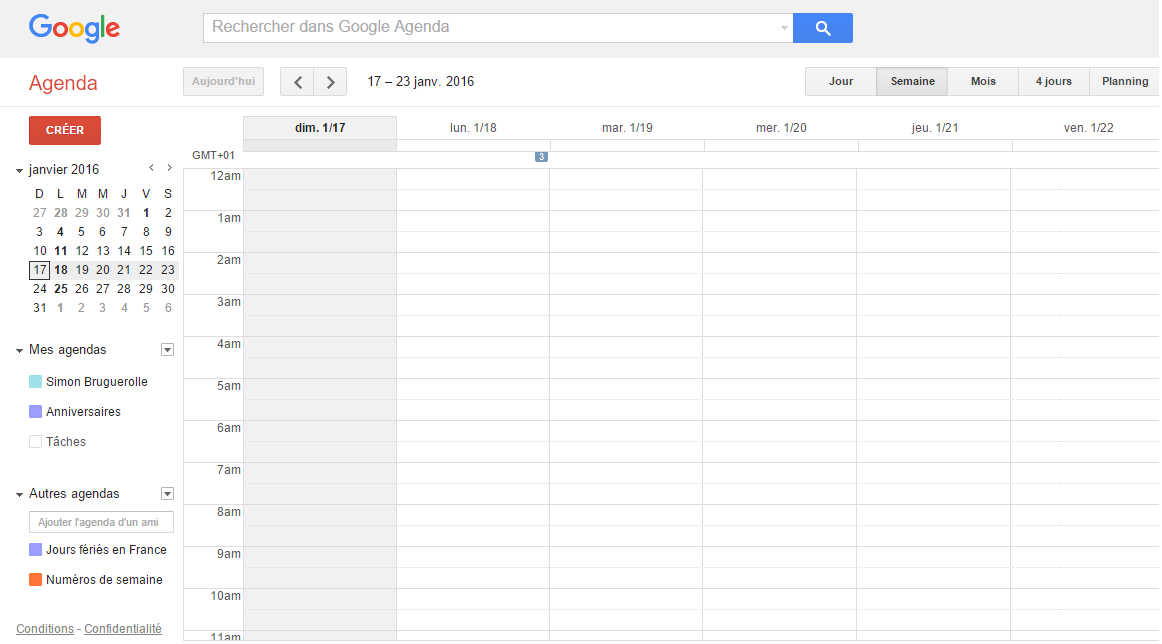 Google
Rechercher dans Google Agenda
Agenda
Aujourd'hui
17 – 23 janv. 2016
Jour
Semaine
Mois
4 jours
Planning
CRÉER
janvier 2016
D L M M J V S
27 28 29 30 31 1 2
3 4 5 6 7 8 9
10 11 12 13 14 15 16
17 18 19 20 21 22 23
24 25 26 27 28 29 30
31 1 2 3 4 5 6
Mes agendas
Simon Bruguerolle
Anniversaires
Tâches
Autres agendas
Ajouter l'agenda d'un ami
Jours fériés en France
Numéros de semaine
Conditions - Confidentialité
dim. 1/17
lun. 1/18
mar. 1/19
mer. 1/20
jeu. 1/21
ven. 1/22
GMT+01
3
12am
1am
2am
3am
4am
5am
6am
7am
8am
9am
10am
11am